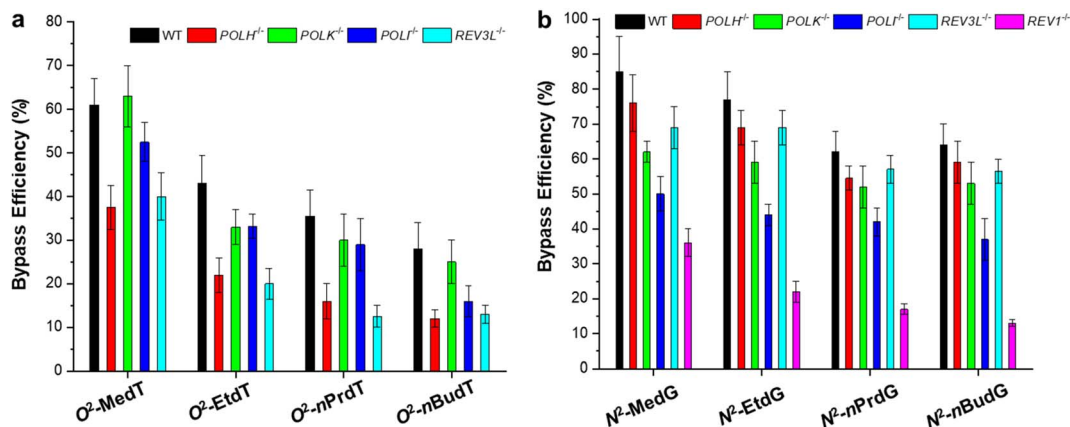 a
WT POLH-/- POLK-/- POLI-/- REV3L-/-
Bypass Efficiency (%)
80
70
60
50
40
30
20
10
0
O2-MedT O2-EtdT O2-nPrdT O2-nBudT
b
WT POLH-/- POLK-/- POLI-/- REV3L-/- REV1-/-
Bypass Efficiency (%)
100
90
80
70
60
50
40
30
20
10
0
N2-MedG N2-EtdG N2-nPrdG N2-nBudG